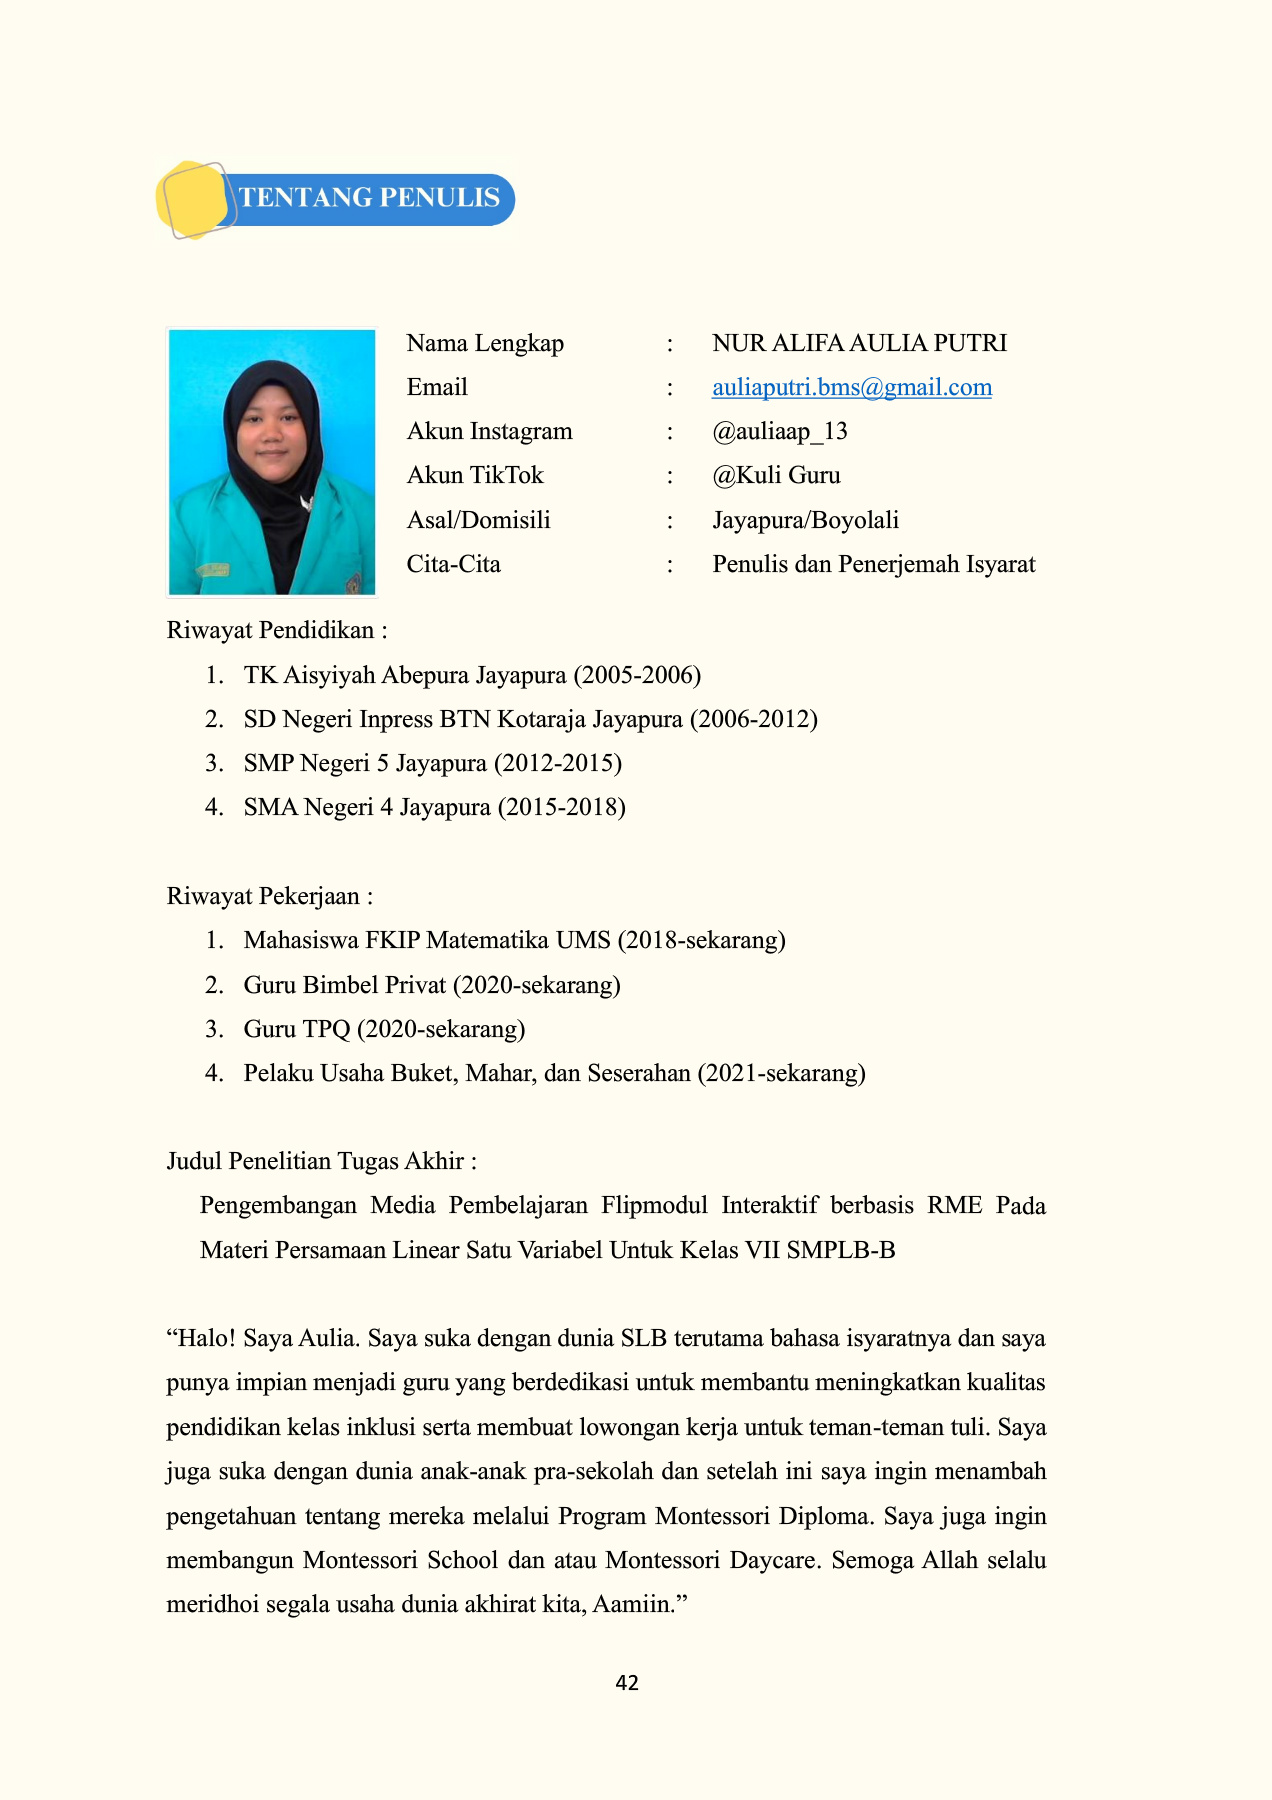 TENTANG PENULIS
Nama Lengkap : NUR ALIFA AULIA PUTRI
Email : auliaputri.bms@gmail.com
Akun Instagram : @auliaap_13
Akun TikTok : @Kuli Guru
Asal/Domisili : Jayapura/Boyolali
Cita-Cita : Penulis dan Penerjemah Isyarat
Riwayat Pendidikan :
1. TK Aisyiyah Abepura Jayapura (2005-2006)
2. SD Negeri Inpress BTN Kotaraja Jayapura (2006-2012)
3. SMP Negeri 5 Jayapura (2012-2015)
4. SMA Negeri 4 Jayapura (2015-2018)
Riwayat Pekerjaan :
1. Mahasiswa FKIP Matematika UMS (2018-sekarang)
2. Guru Bimbel Privat (2020-sekarang)
3. Guru TPQ (2020-sekarang)
4. Pelaku Usaha Buket, Mahar, dan Seserahan (2021-sekarang)
Judul Penelitian Tugas Akhir :
Pengembangan Media Pembelajaran Flipmodul Interaktif berbasis RME Pada
Materi Persamaan Linear Satu Variabel Untuk Kelas VII SMPLB-B
“Halo! Saya Aulia. Saya suka dengan dunia SLB terutama bahasa isyaratnya dan saya
punya impian menjadi guru yang berdedikasi untuk membantu meningkatkan kualitas
pendidikan kelas inklusi serta membuat lowongan kerja untuk teman-teman tuli. Saya
juga suka dengan dunia anak-anak pra-sekolah dan setelah ini saya ingin menambah
pengetahuan tentang mereka melalui Program Montessori Diploma. Saya juga ingin
membangun Montessori School dan atau Montessori Daycare. Semoga Allah selalu
meridhoi segala usaha dunia akhirat kita, Aamiin.”
42